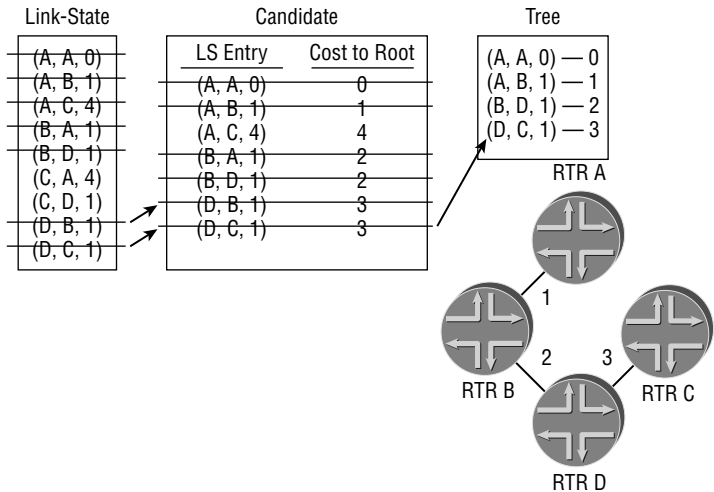 Link-State
(A, A, 0)
(A, B, 1)
(A, C, 4)
(B, A, 1)
(B, D, 1)
(C, A, 4)
(C, D, 1)
(D, B, 1)
(D, C, 1)
Candidate
LS Entry Cost to Root
(A, A, 0) 0
(A, B, 1) 1
(A, C, 4) 4
(B, A, 1) 2
(B, D, 1) 2
(D, B, 1) 3
(D, C, 1) 3
Tree
(A, A, 0) — 0
(A, B, 1) — 1
(B, D, 1) — 2
(D, C, 1) — 3
RTR A
1
2 3
RTR B RTR C
RTR D